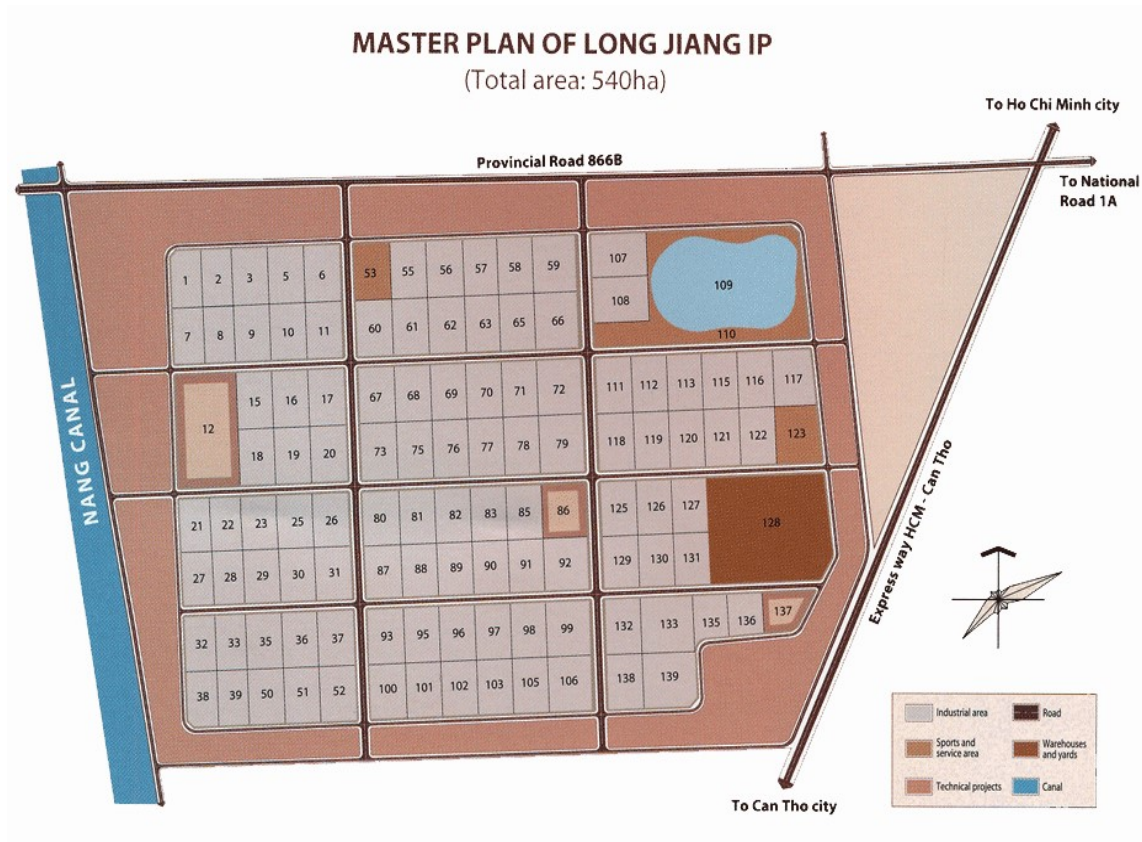 MASTER PLAN OF LONG JIANG IP
(Total area: 540ha)
To Ho Chi Minh city
Provincial Road 866B
To National
Road 1A
1 2 3 5 6
7 8 9 10 11
53 55 56 57 58 59
60 61 62 63 65 66
107
108
109
110
12
15 16 17
18 19 20
67 68 69 70 71 72
73 75 76 77 78 79
111 112 113 115 116 117
118 119 120 121 122 123
NANG CANAL
21 22 23 25 26
27 28 29 30 31
80 81 82 83 85 86
87 88 89 90 91 92
125 126 127
128
129 130 131
Express way HCM - Can Tho
32 33 35 36 37
38 39 50 51 52
93 95 96 97 98 99
100 101 102 103 105 106
132 133 135 136 137
138 139
Industrial area
Road
Sports and
service area
Warehouses
and yards
Technical projects
Canal
To Can Tho city